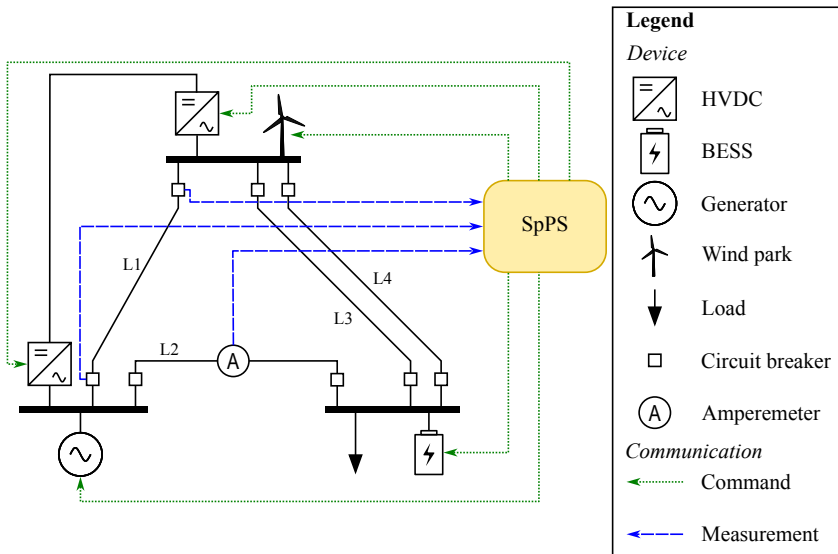 L1
L2
L3
L4
A
SpPS
Legend
Device
HVDC
BESS
Generator
Wind park
Load
Circuit breaker
A
Amperemeter
Communication
Command
Measurement